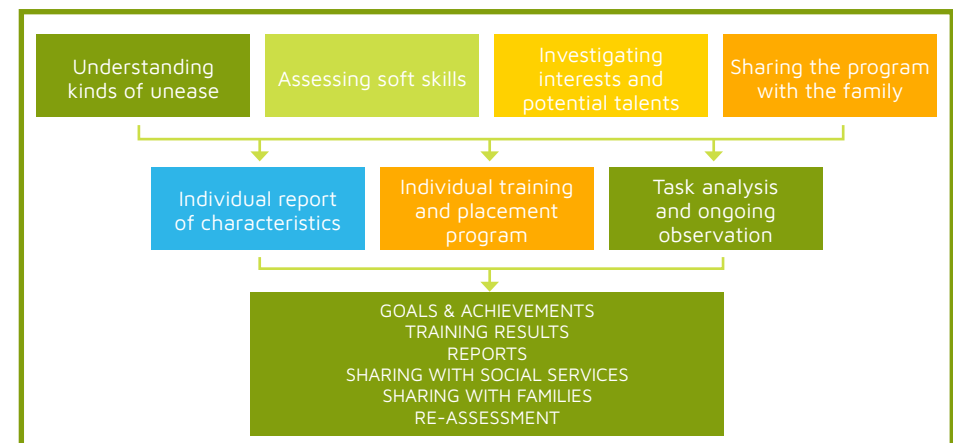 Understanding
kinds of unease
Assessing soft skills
Investigating
interests and
potential talents
Sharing the program
with the family
Individual report
of characteristics
Individual training
and placement
program
Task analysis
and ongoing
observation
GOALS & ACHIEVEMENTS
TRAINING RESULTS
REPORTS
SHARING WITH SOCIAL SERVICES
SHARING WITH FAMILIES
RE-ASSESSMENT